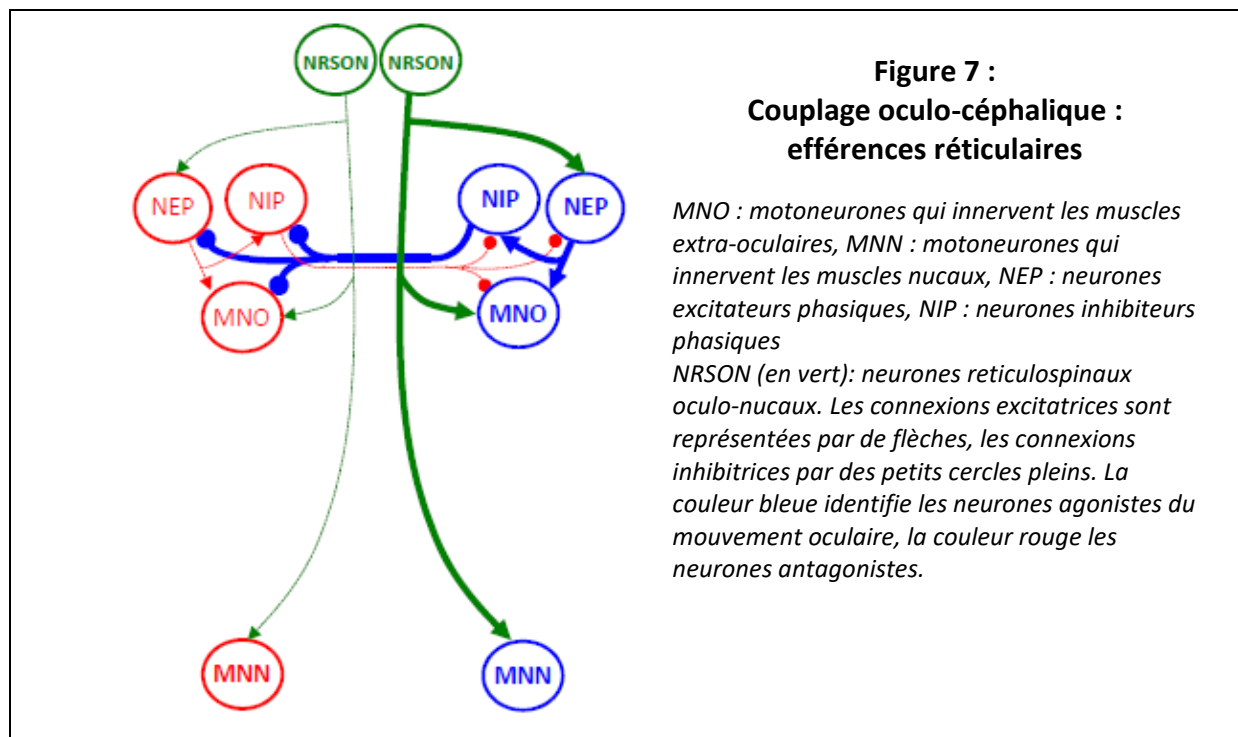 NRSON NRSON
NEP NIP NIP NEP
MNO MNO
MNN MNN
Figure 7 :
Couplage oculo-céphalique :
efférences réticulaires
MNO : motoneurones qui innervent les muscles
extra-oculaires, MNN : motoneurones qui
innervent les muscles nucaux, NEP : neurones
excitateurs phasiques, NIP : neurones inhibiteurs
phasiques
NRSON (en vert): neurones reticulospinaux
oculo-nucaux. Les connexions excitatrices sont
représentées par de flèches, les connexions
inhibitrices par des petits cercles pleins. La
couleur bleue identifie les neurones agonistes du
mouvement oculaire, la couleur rouge les
neurones antagonistes.